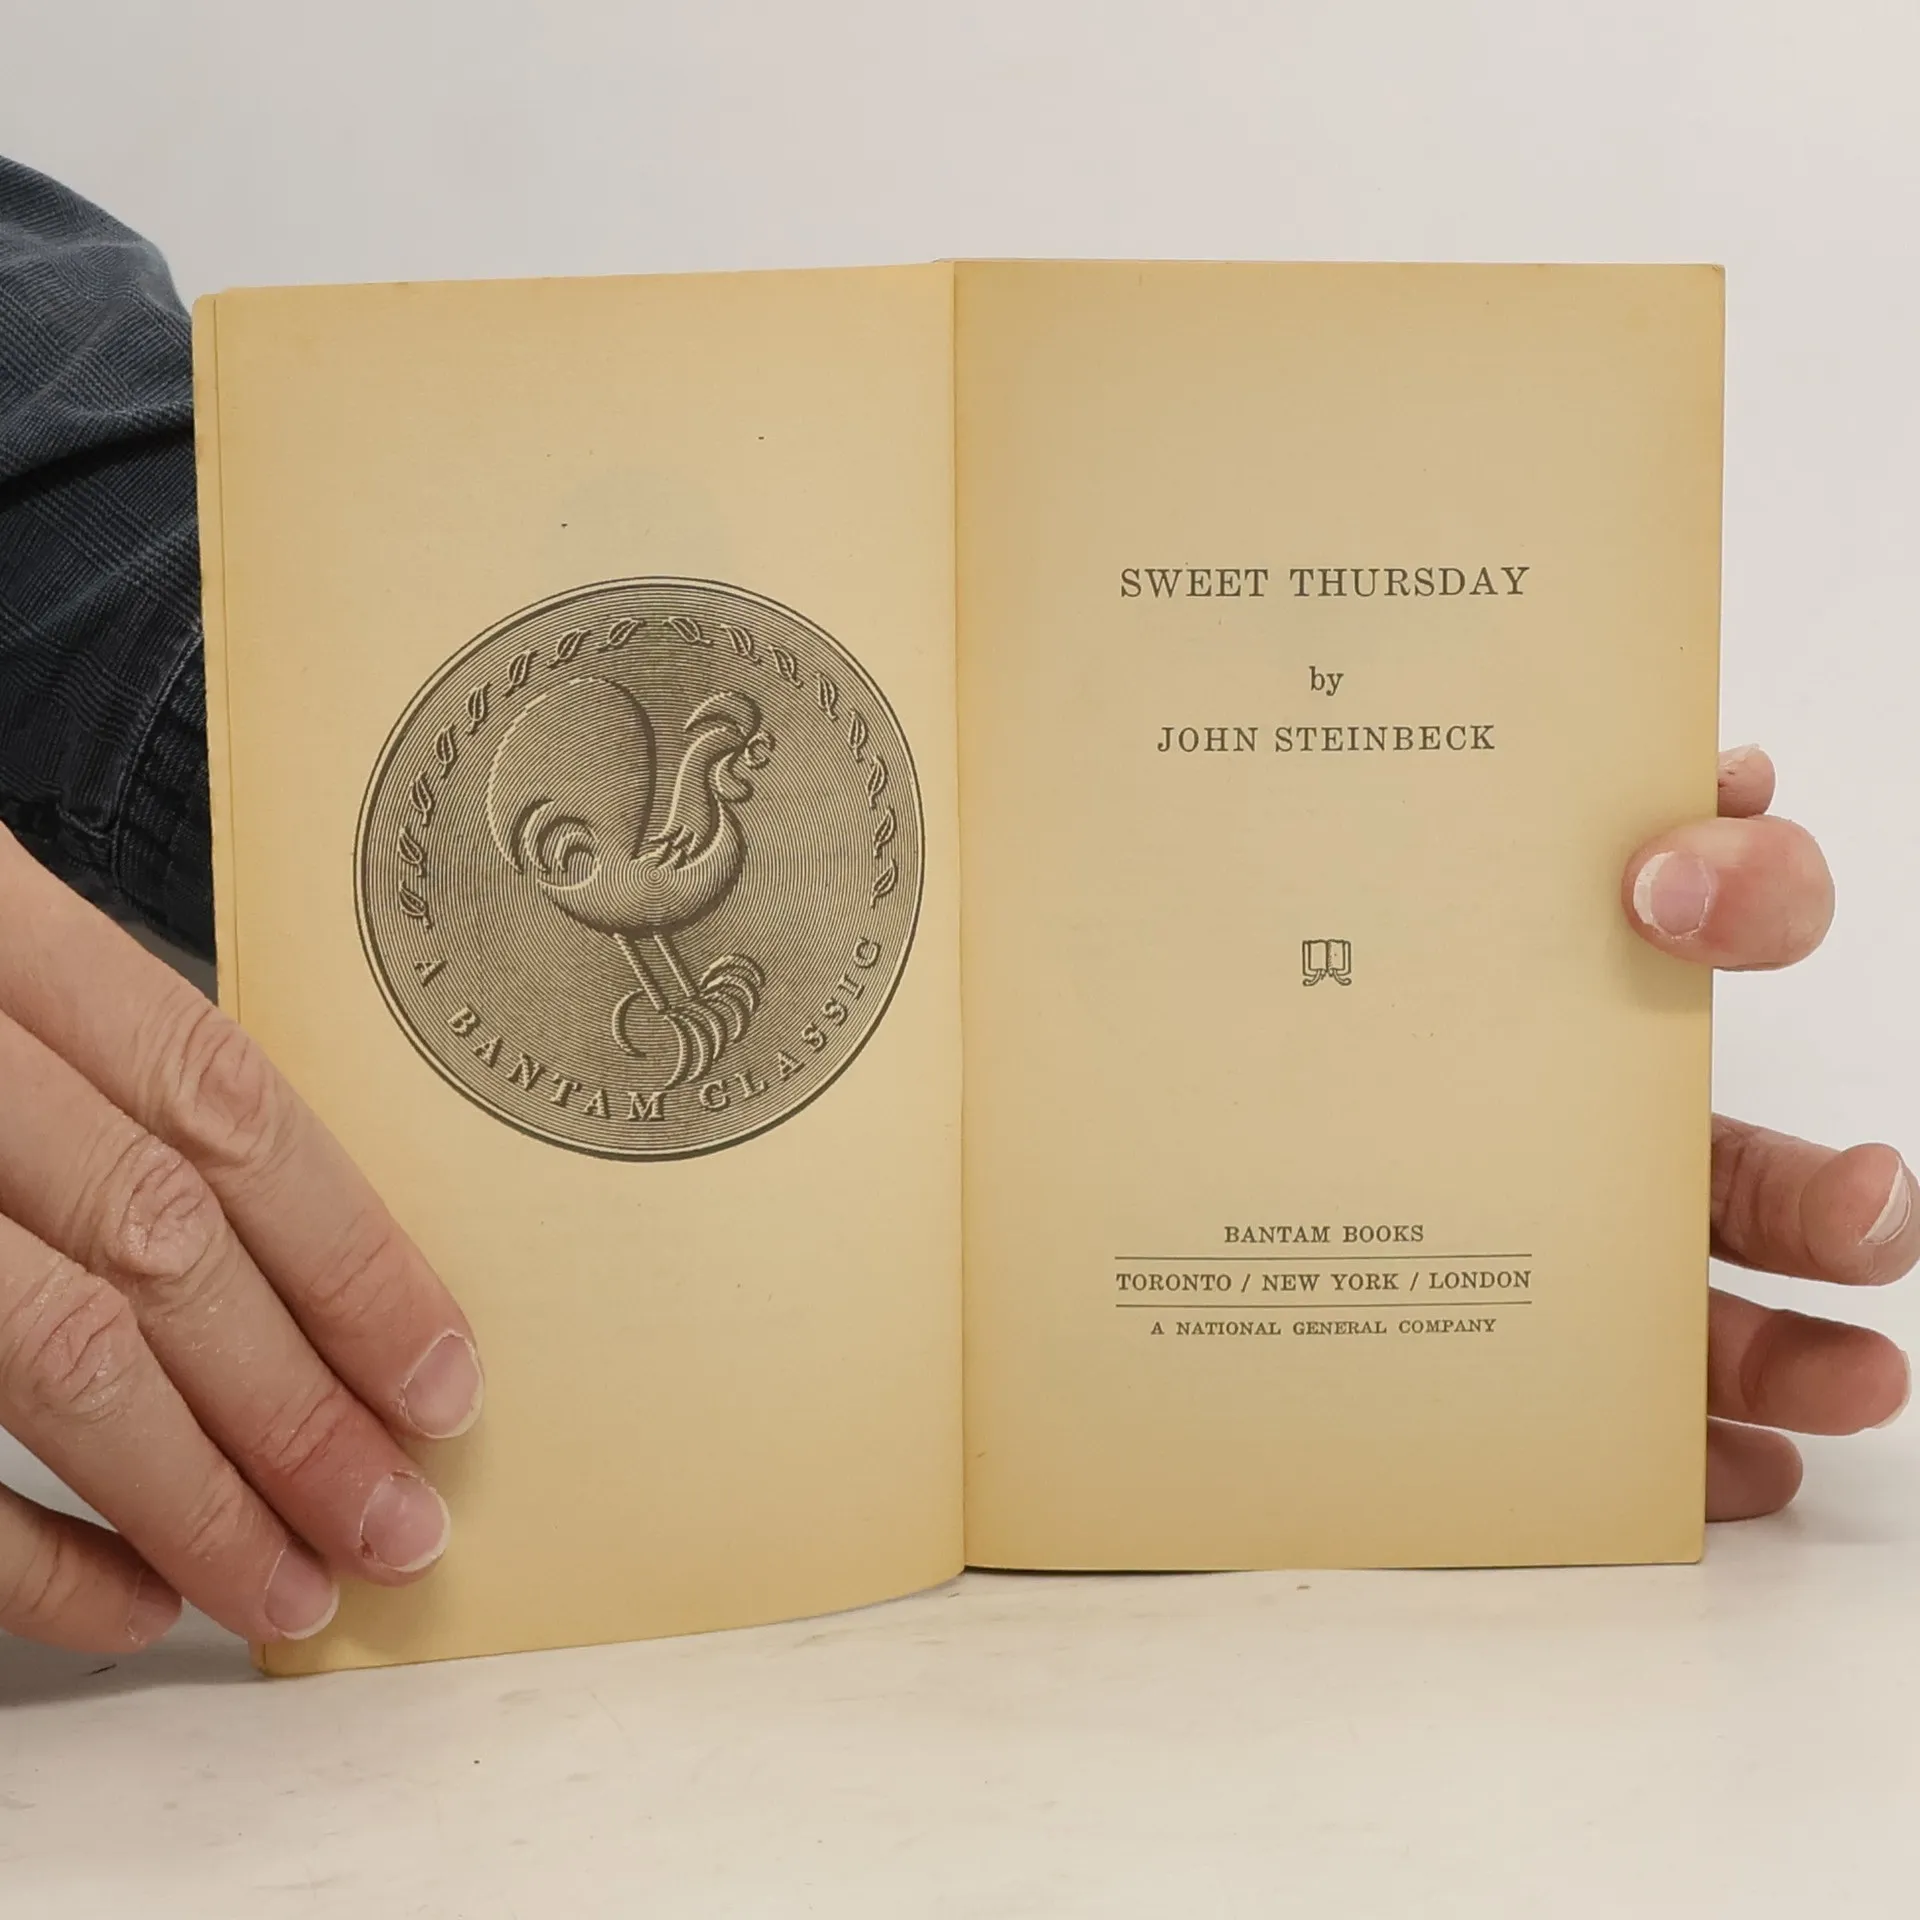 A BANTAM CLASSIC
SWEET THURSDAY
by
JOHN STEINBECK
BANTAM BOOKS
TORONTO / NEW YORK / LONDON
A NATIONAL GENERAL COMPANY